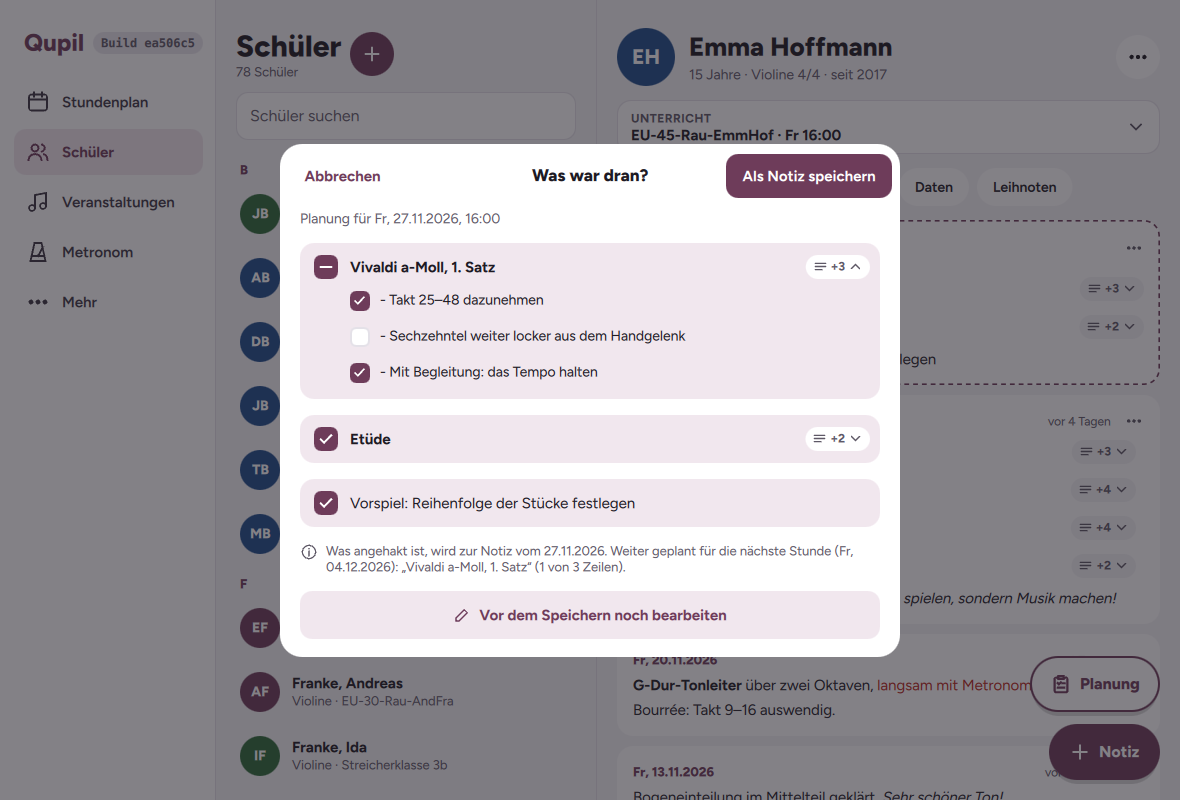 Qupil
Build ea506c5
Stundenplan
Schüler
Veranstaltungen
Metronom
Mehr
Schüler
78 Schüler
Schüler suchen
B
JB
AB
DB
JB
TB
MB
F
EF
AF
Franke, Andreas
Violine · EU-30-Rau-AndFra
IF
Franke, Ida
Violine · Streicherklasse 3b
EH
Emma Hoffmann
15 Jahre · Violine 4/4 · seit 2017
UNTERRICHT
EU-45-Rau-EmmHof · Fr 16:00
Daten
Leihnoten
+3
+2
legen
vor 4 Tagen
+3
+4
+4
+2
spielen, sondern Musik machen!
Fr, 20.11.2026
G-Dur-Tonleiter über zwei Oktaven, langsam mit Metronom
Bourrée: Takt 9–16 auswendig.
Fr, 13.11.2026
Bogeneinteilung im Mittelteil geklärt. Sehr schöner Ton!
Planung
Notiz
Abbrechen
Was war dran?
Als Notiz speichern
Planung für Fr, 27.11.2026, 16:00
Vivaldi a-Moll, 1. Satz
+3
- Takt 25–48 dazunehmen
- Sechzehntel weiter locker aus dem Handgelenk
- Mit Begleitung: das Tempo halten
Etüde
+2
Vorspiel: Reihenfolge der Stücke festlegen
Was angehakt ist, wird zur Notiz vom 27.11.2026. Weiter geplant für die nächste Stunde (Fr,
04.12.2026): „Vivaldi a-Moll, 1. Satz“ (1 von 3 Zeilen).
Vor dem Speichern noch bearbeiten